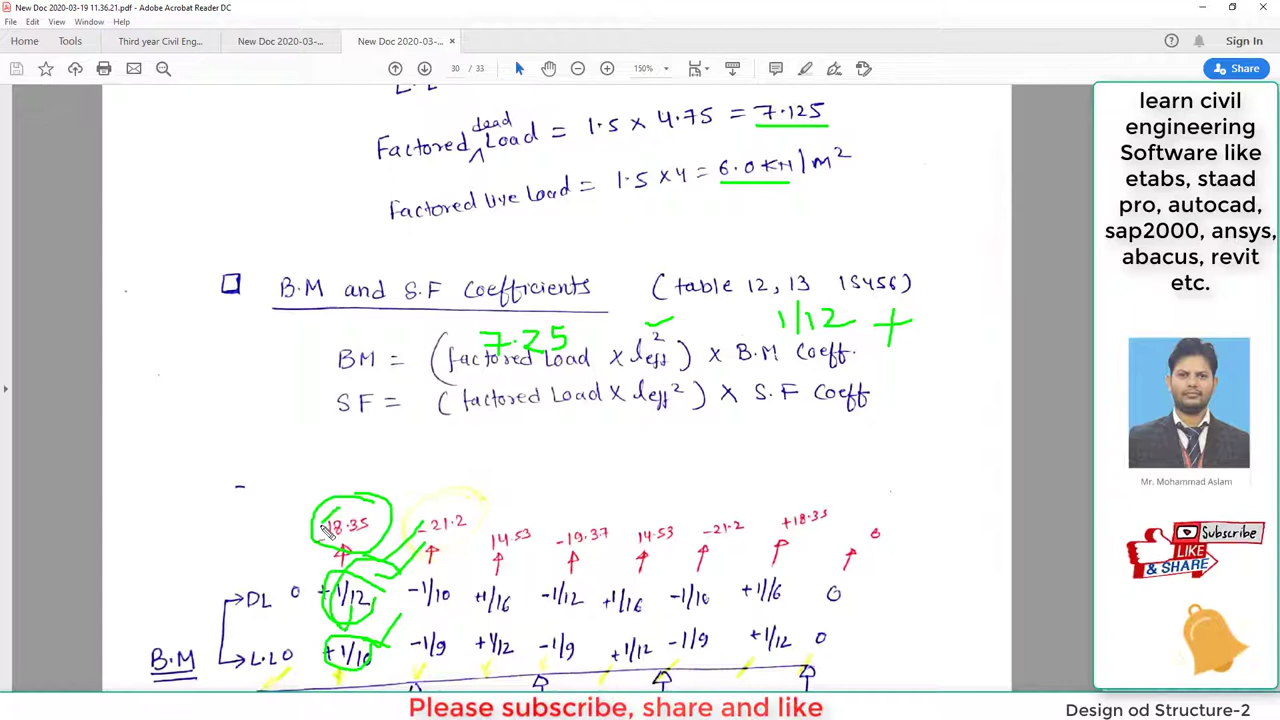 New Doc 2020-03-19 11.36.21.pdf - Adobe Acrobat Reader DC
File Edit View Window Help
Home Tools Third year Civil Eng... New Doc 2020-03-... New Doc 2020-03-... × Sign In
30 / 33 150% Share
L.L
Factored dead Load = 1.5 × 4.75 = 7.125
Factored live Load = 1.5 × 4 = 6.0 KN/m²
B.M and S.F Coefficients (table 12, 13 IS456)
7.25 1/12 +
BM = (factored Load × leff²) × B.M Coeff.
SF = (factored Load × leff²) × S.F Coeff
-18.35 -21.2 14.53 -19.37 14.53 -21.2 +18.35 0
DL 0 +1/12 -1/10 +1/16 -1/12 +1/16 -1/10 +1/6 0
B.M L.L 0 +1/10 -1/9 +1/12 -1/9 +1/12 -1/9 +1/12 0
learn civil
engineering
Software like
etabs, staad
pro, autocad,
sap2000, ansys,
abacus, revit
etc.
Mr. Mohammad Aslam
Subscribe
LIKE
& SHARE
Please subscribe, share and like
Design od Structure-2